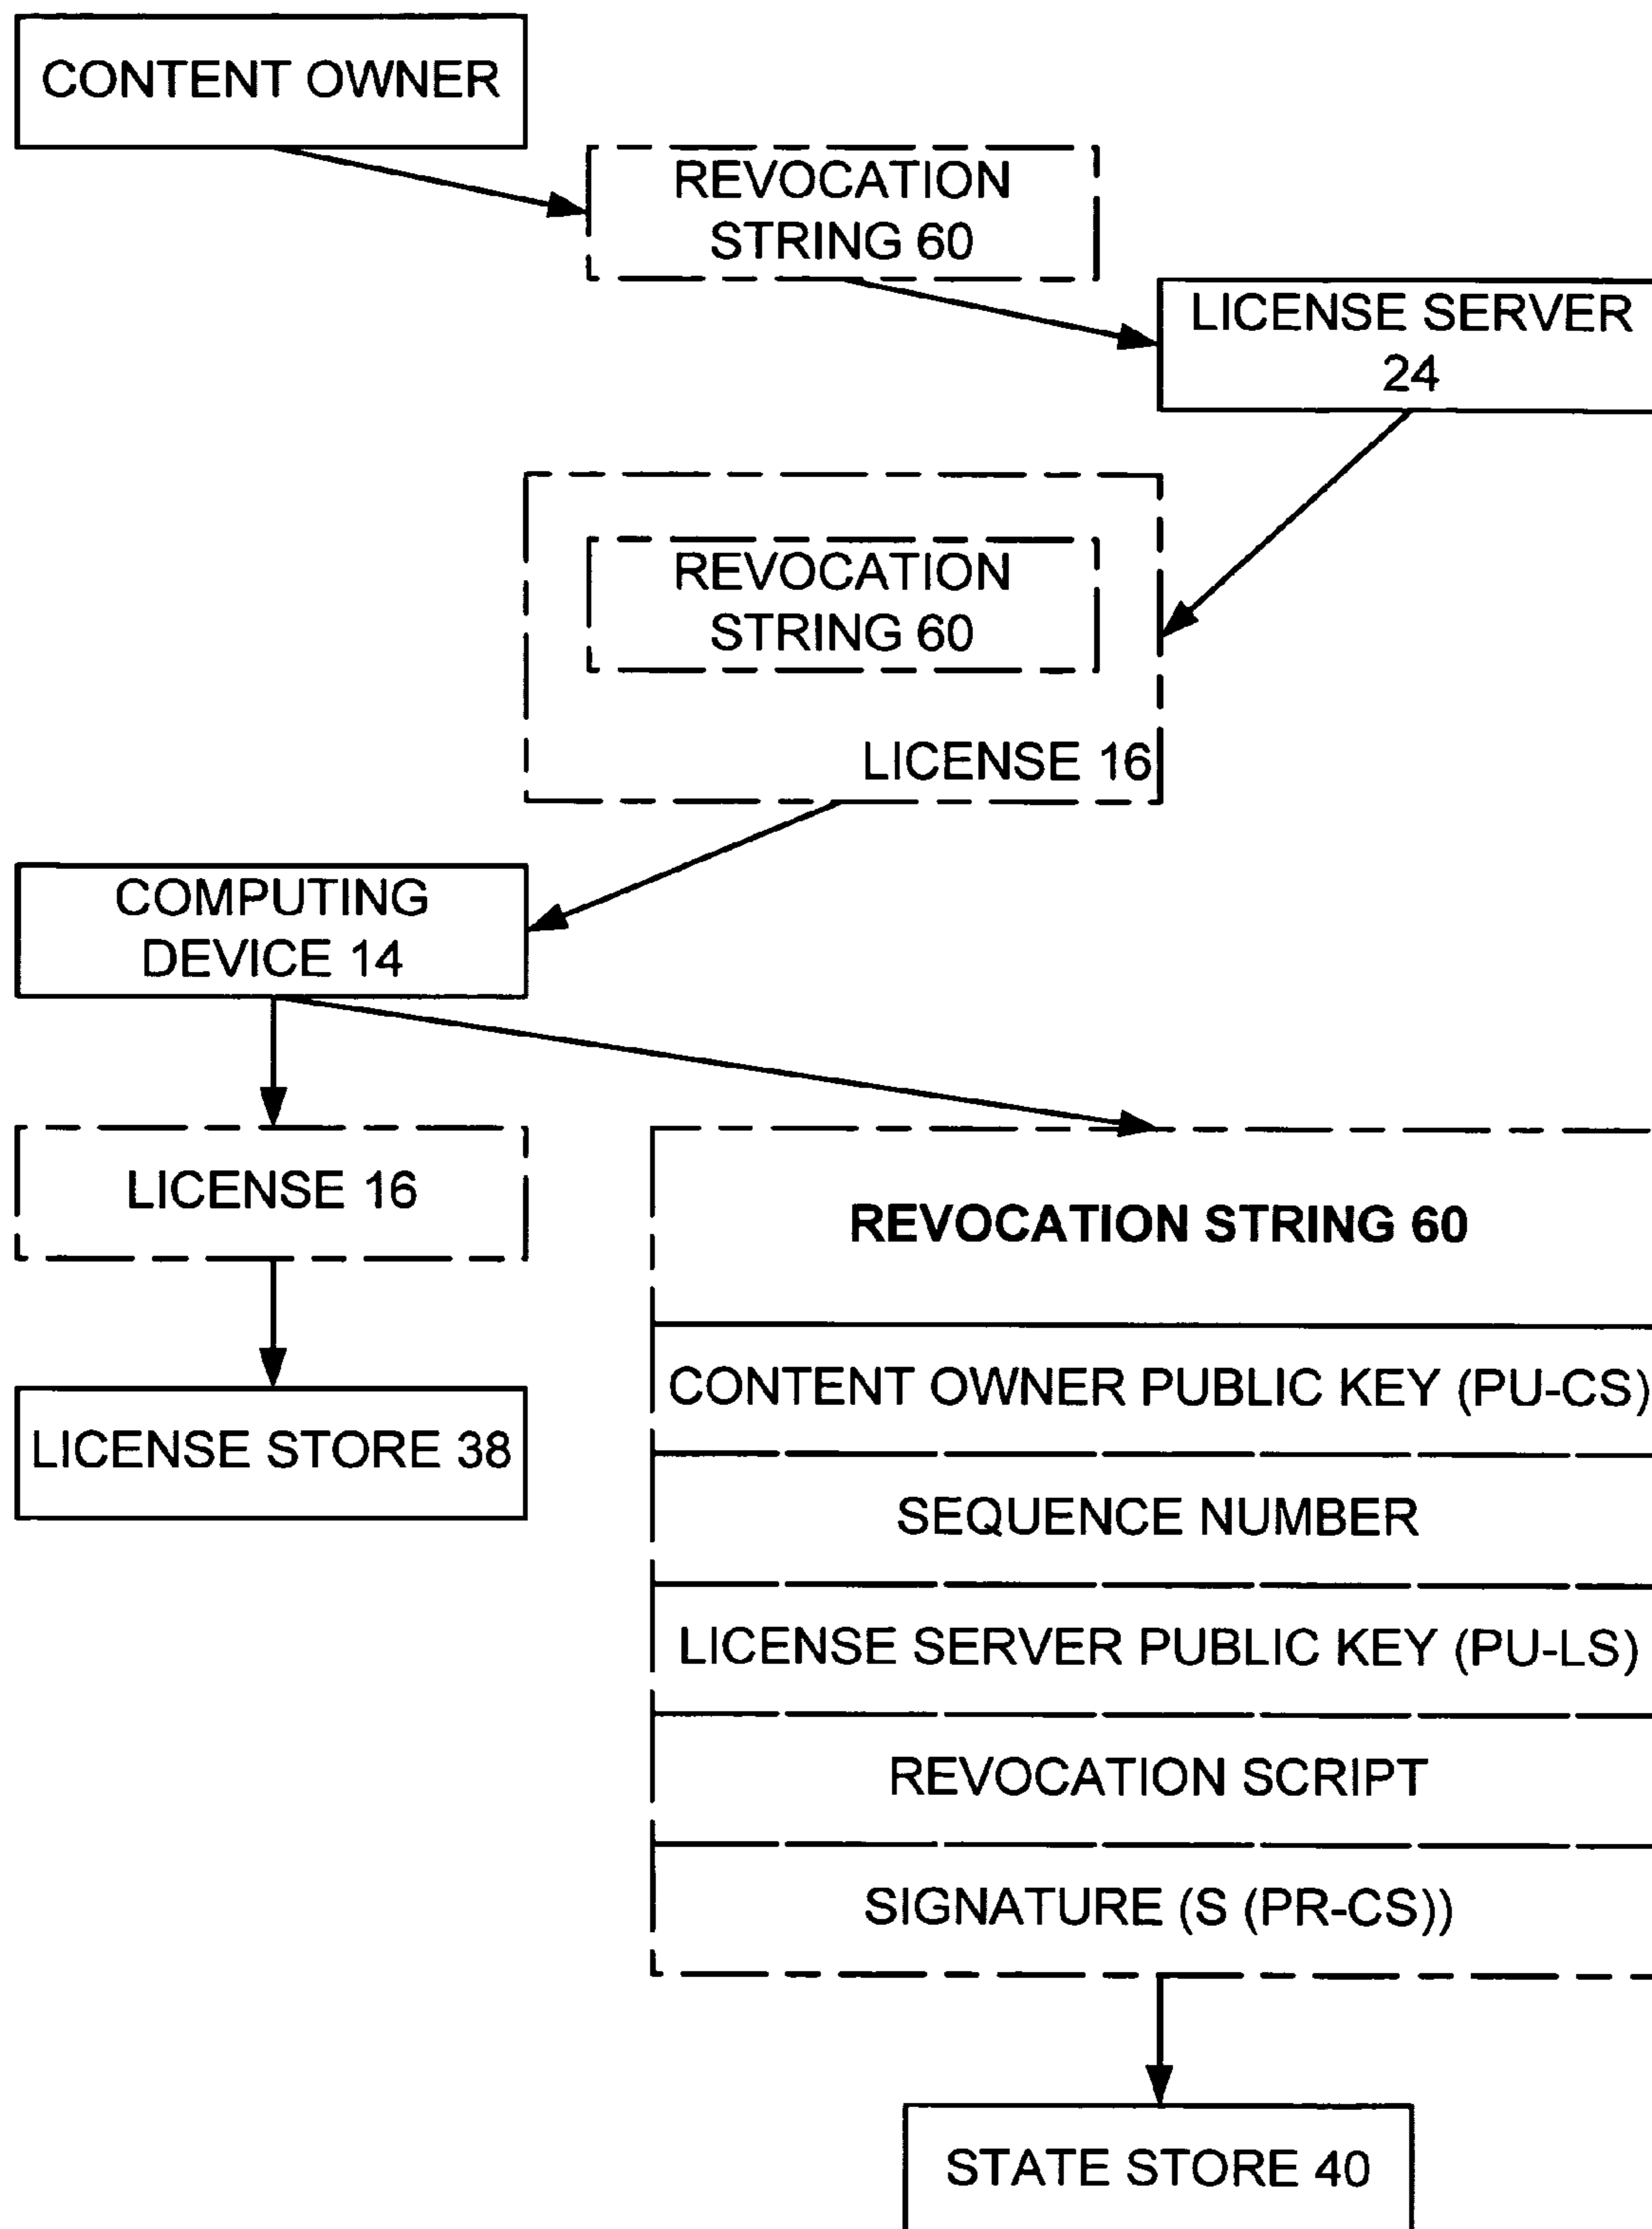 CONTENT OWNER
REVOCATION
STRING 60
LICENSE SERVER
24
REVOCATION
STRING 60
LICENSE 16
COMPUTING
DEVICE 14
LICENSE 16
REVOCATION STRING 60
CONTENT OWNER PUBLIC KEY (PU-CS)
LICENSE STORE 38
SEQUENCE NUMBER
LICENSE SERVER PUBLIC KEY (PU-LS)
REVOCATION SCRIPT
SIGNATURE (S (PR-CS))
STATE STORE 40